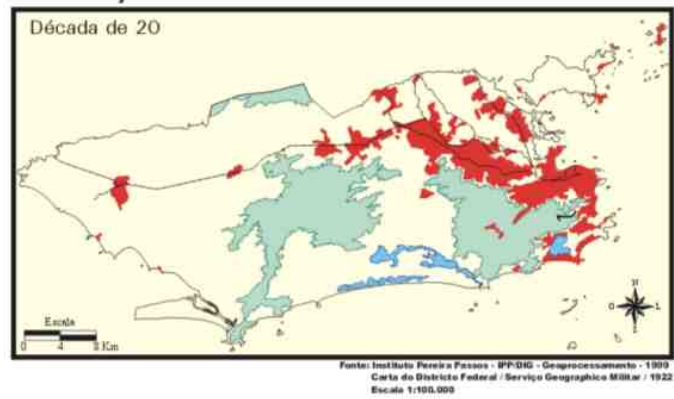 Década de 20
N
O
L
S
Escala
0 4 8 Km
Fonte: Instituto Pereira Passos - IPP/DIG - Geoprocessamento - 1999
Carta do Districto Federal / Serviço Geographico Militar / 1922
Escala 1:100.000